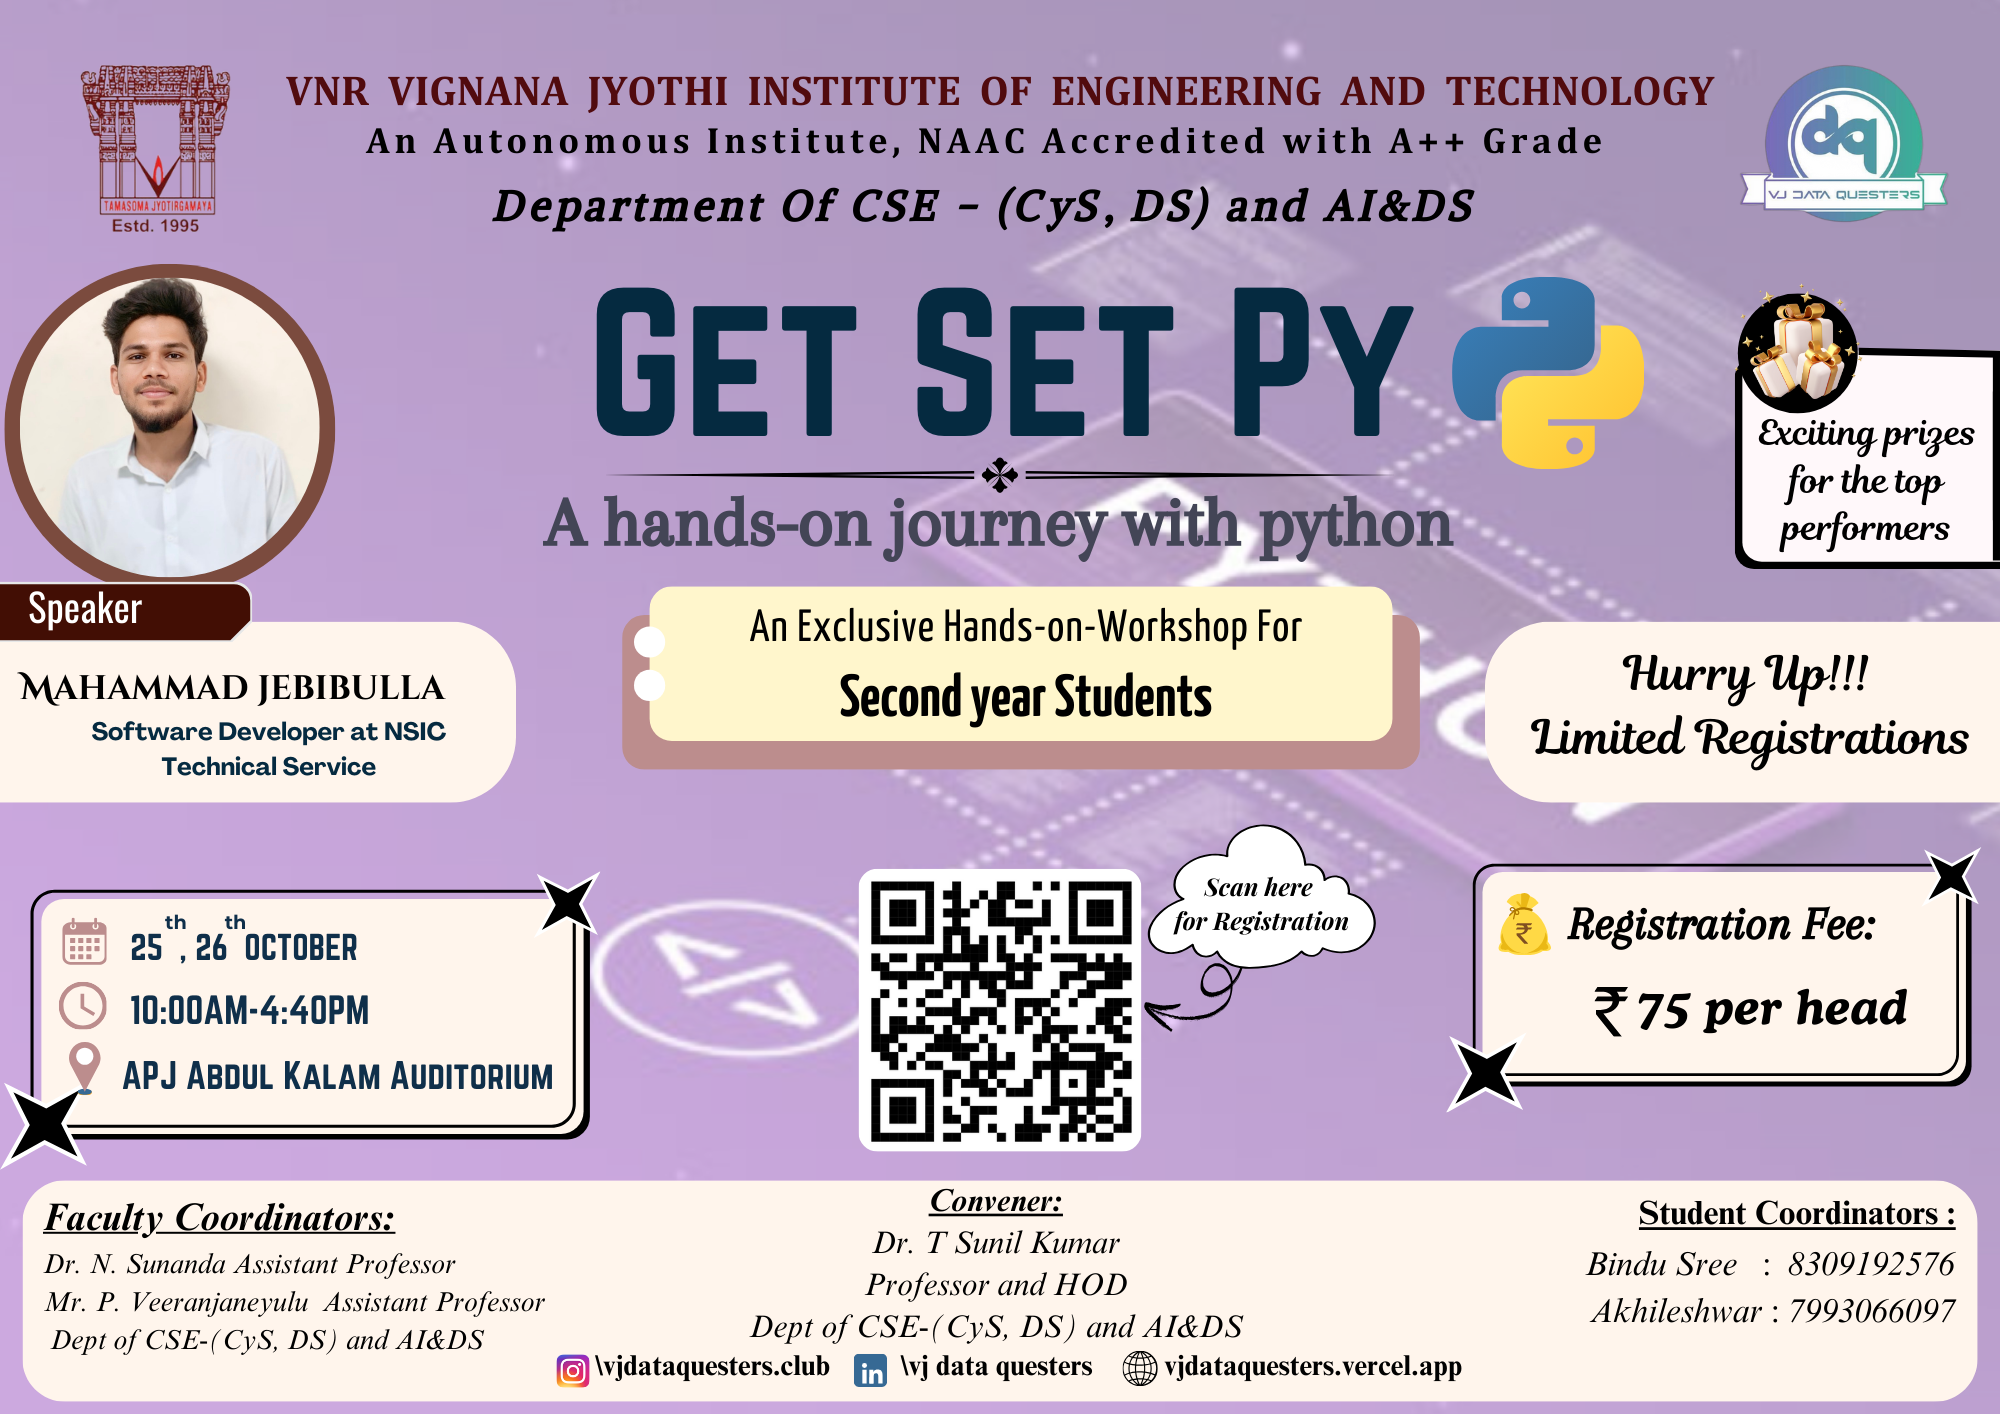 VNR VIGNANA JYOTHI INSTITUTE OF ENGINEERING AND TECHNOLOGY
An Autonomous Institute, NAAC Accredited with A++ Grade
Department Of CSE – (CyS, DS) and AI&DS
TAMASOMA JYOTIRGAMAYA
Estd. 1995
dq
VJ DATA QUESTERS
GET SET PY
A hands-on journey with python
Exciting prizes
for the top
performers
Speaker
MAHAMMAD JEBIBULLA
Software Developer at NSIC
Technical Service
An Exclusive Hands-on-Workshop For
Second year Students
Hurry Up!!!
Limited Registrations
25th, 26th OCTOBER
10:00AM-4:40PM
APJ ABDUL KALAM AUDITORIUM
Scan here
for Registration
Registration Fee:
₹ 75 per head
Faculty Coordinators:
Dr. N. Sunanda Assistant Professor
Mr. P. Veeranjaneyulu Assistant Professor
Dept of CSE-(CyS, DS) and AI&DS
Convener:
Dr. T Sunil Kumar
Professor and HOD
Dept of CSE-(CyS, DS) and AI&DS
Student Coordinators :
Bindu Sree : 8309192576
Akhileshwar : 7993066097
\vjdataquesters.club \vj data questers vjdataquesters.vercel.app